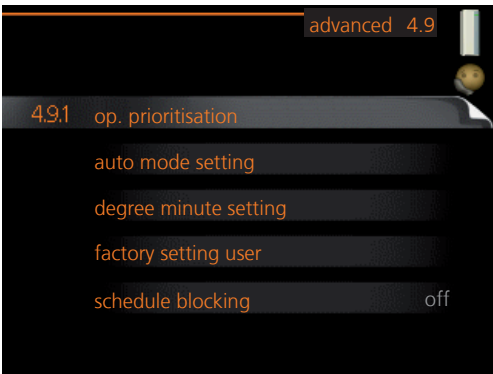 advanced 4.9
4.9.1 op. prioritisation
auto mode setting
degree minute setting
factory setting user
schedule blocking off